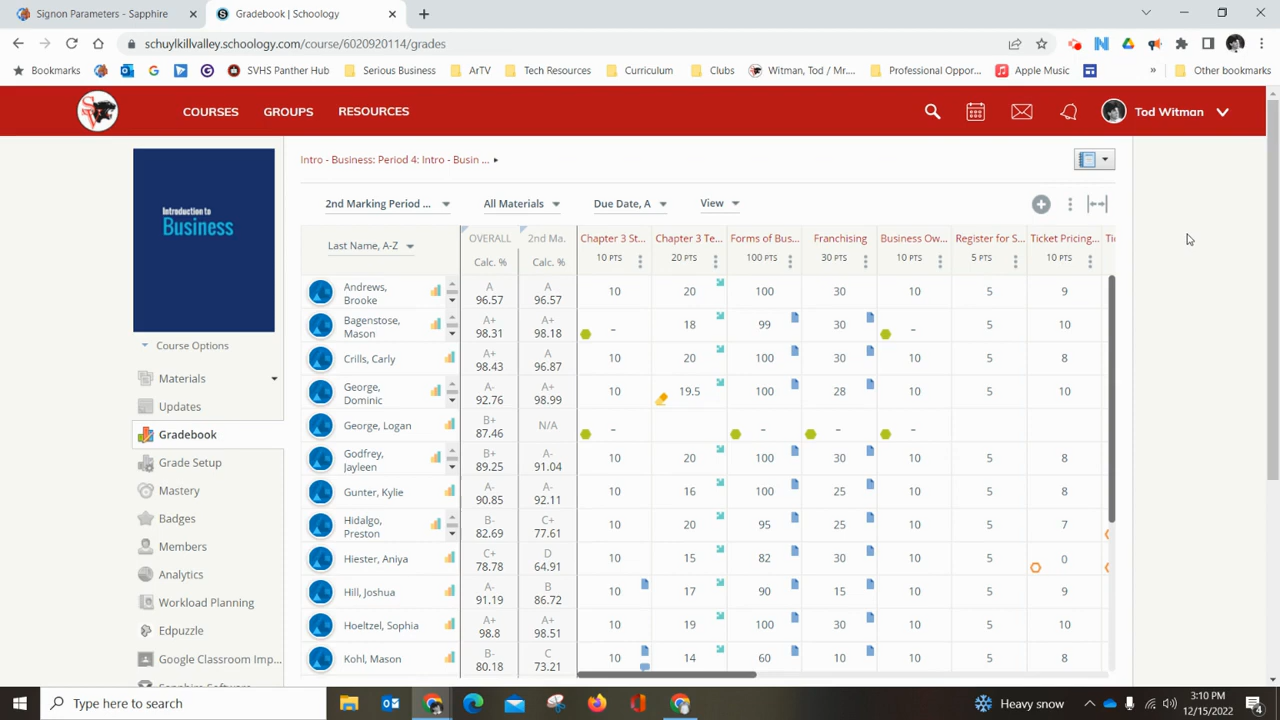 Signon Parameters - Sapphire
Gradebook | Schoology
schuylkillvalley.schoology.com/course/6020920114/grades
Bookmarks SVHS Panther Hub Serious Business ArTV Tech Resources Curriculum Clubs Witman, Tod / Mr.... Professional Oppor... Apple Music » Other bookmarks
COURSES GROUPS RESOURCES Tod Witman
Intro - Business: Period 4: Intro - Busin ...
Introduction to
Business
2nd Marking Period ... All Materials Due Date, A View
Last Name, A-Z OVERALL 2nd Ma. Chapter 3 St... Chapter 3 Te... Forms of Bus... Franchising Business Ow... Register for S... Ticket Pricing...
Calc. % Calc. % 10 PTS 20 PTS 100 PTS 30 PTS 10 PTS 5 PTS 10 PTS
Andrews, Brooke A 96.57 A 96.57 10 20 100 30 10 5 9
Bagenstose, Mason A+ 98.31 A+ 98.18 – 18 99 30 – 5 10
Crills, Carly A+ 98.43 A 96.87 10 20 100 30 10 5 8
George, Dominic A- 92.76 A+ 98.99 10 19.5 100 28 10 5 10
George, Logan B+ 87.46 N/A – – – –
Godfrey, Jayleen B+ 89.25 A- 91.04 10 20 100 30 10 5 8
Gunter, Kylie A- 90.85 A- 92.11 10 16 100 25 10 5 8
Hidalgo, Preston B- 82.69 C+ 77.61 10 20 95 25 10 5 7
Hiester, Aniya C+ 78.78 D 64.91 10 15 82 30 10 5 0
Hill, Joshua A- 91.19 B 86.72 10 17 90 15 10 5 9
Hoeltzel, Sophia A+ 98.8 A+ 98.51 10 19 100 30 10 5 10
Kohl, Mason B- 80.18 C 73.21 10 14 60 10 10 5 8
Course Options
Materials
Updates
Gradebook
Grade Setup
Mastery
Badges
Members
Analytics
Workload Planning
Edpuzzle
Google Classroom Imp...
Type here to search
Heavy snow
3:10 PM
12/15/2022
4